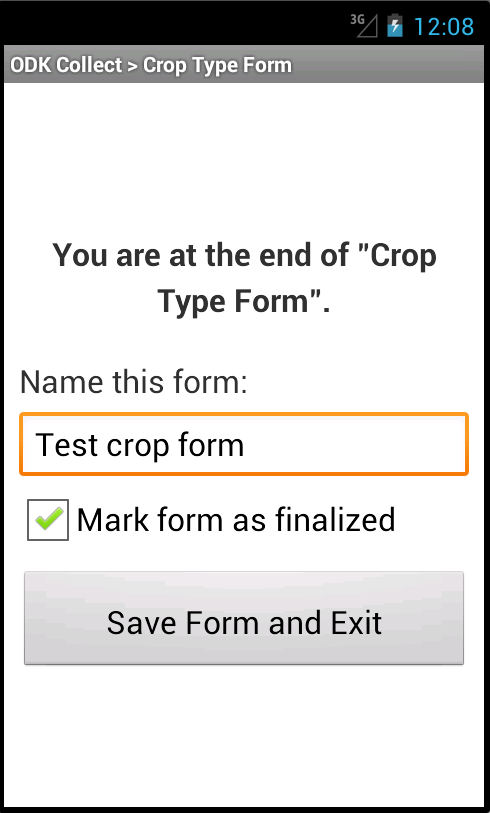 3G 12:08
ODK Collect > Crop Type Form
You are at the end of "Crop
Type Form".
Name this form:
Test crop form
Mark form as finalized
Save Form and Exit